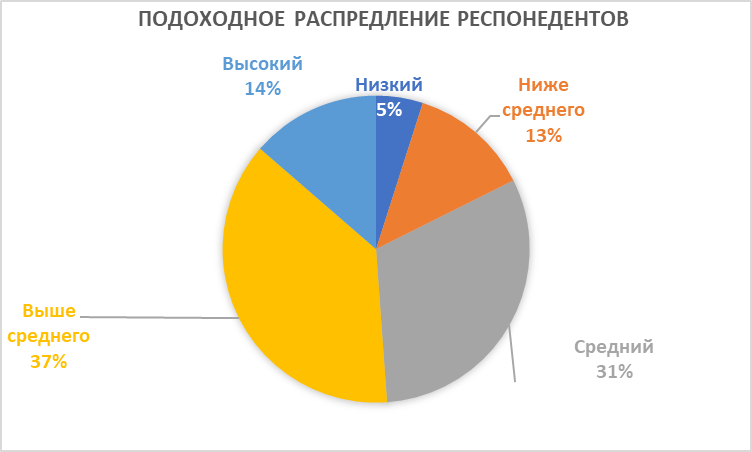 ПОДОХОДНОЕ РАСПРЕДЛЕНИЕ РЕСПОНЕДЕНТОВ
Высокий
14%
Низкий
5%
Ниже
среднего
13%
Выше
среднего
37%
Средний
31%